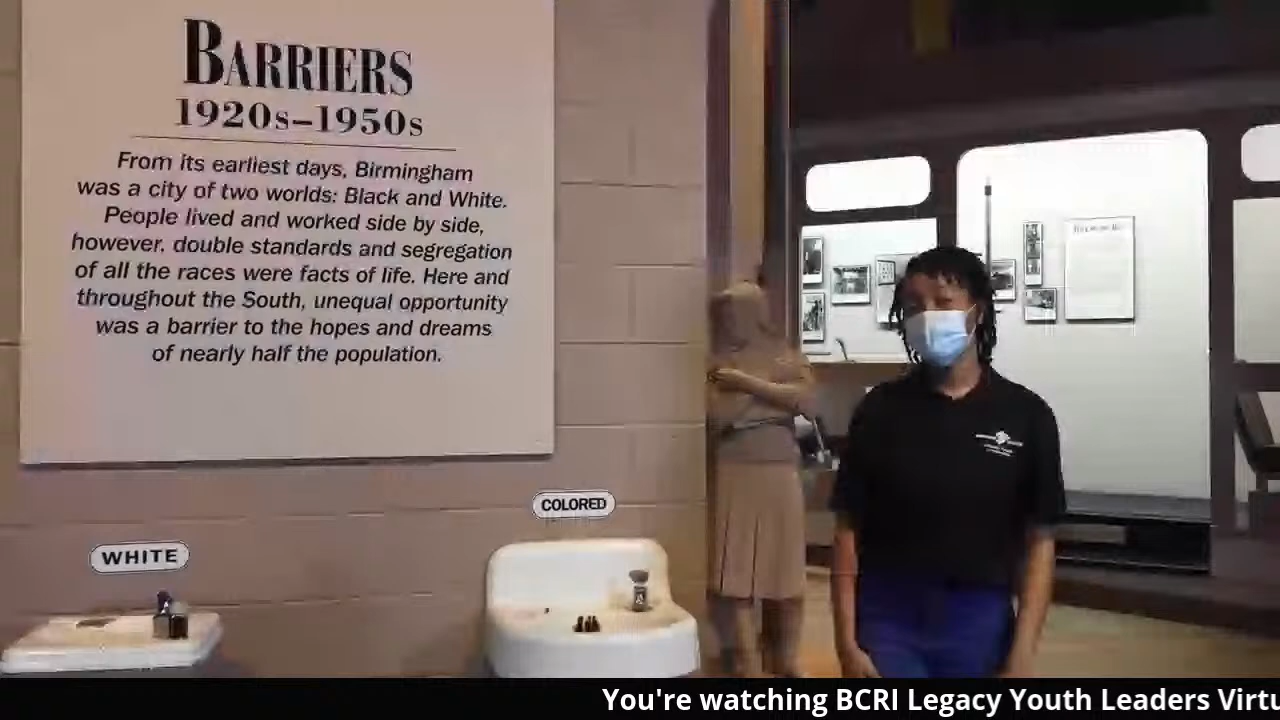 BARRIERS
1920s–1950s
From its earliest days, Birmingham
was a city of two worlds: Black and White.
People lived and worked side by side,
however, double standards and segregation
of all the races were facts of life. Here and
throughout the South, unequal opportunity
was a barrier to the hopes and dreams
of nearly half the population.
COLORED
WHITE
You're watching BCRI Legacy Youth Leaders Virtu